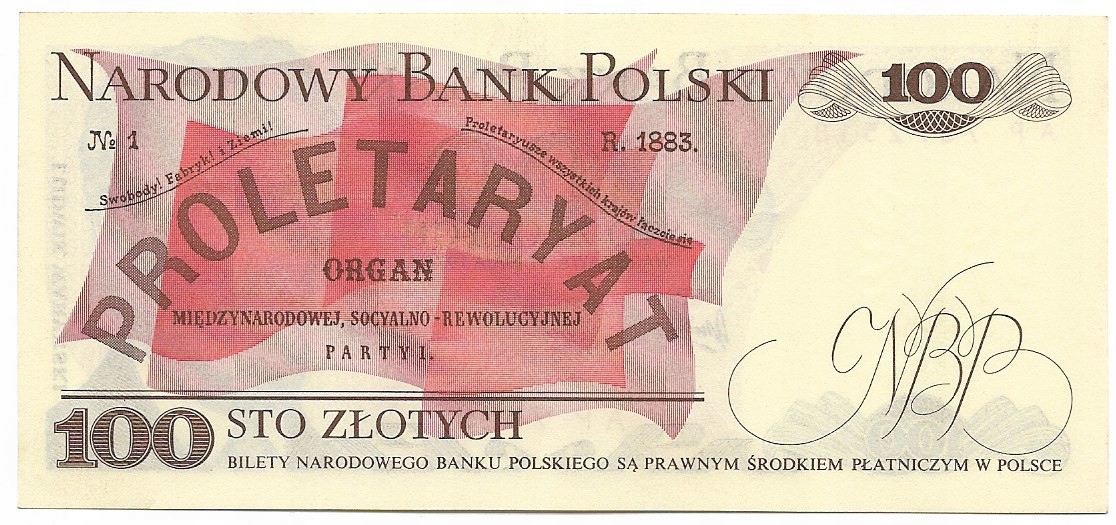 NARODOWY BANK POLSKI
100
№ 1
R. 1883.
Swobody! Fabryk! i Ziemi!
Proletaryusze wszystkich krajów łączcie się
PROLETARYAT
ORGAN
MIĘDZYNARODOWEJ, SOCYALNO-REWOLUCYJNEJ
PARTYI.
NBP
100 STO ZŁOTYCH
BILETY NARODOWEGO BANKU POLSKIEGO SĄ PRAWNYM ŚRODKIEM PŁATNICZYM W POLSCE